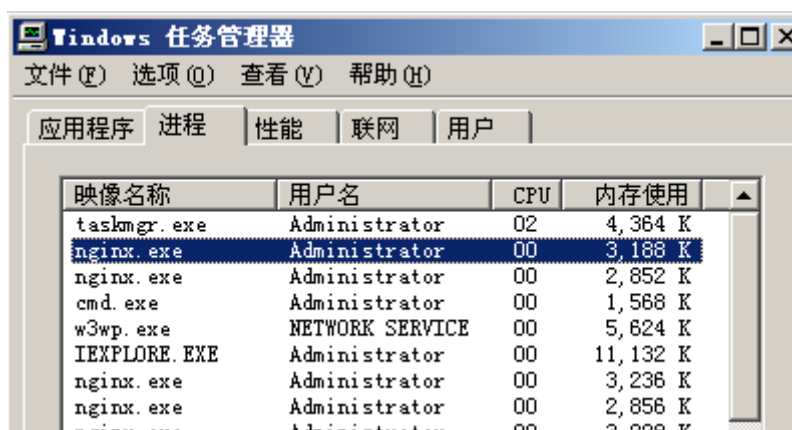 Windows 任务管理器
文件(F) 选项(O) 查看(V) 帮助(H)
应用程序 进程 性能 联网 用户
映像名称 用户名 CPU 内存使用
taskmgr.exe Administrator 02 4,364 K
nginx.exe Administrator 00 3,188 K
nginx.exe Administrator 00 2,852 K
cmd.exe Administrator 00 1,568 K
w3wp.exe NETWORK SERVICE 00 5,624 K
IEXPLORE.EXE Administrator 00 11,132 K
nginx.exe Administrator 00 3,236 K
nginx.exe Administrator 00 2,856 K